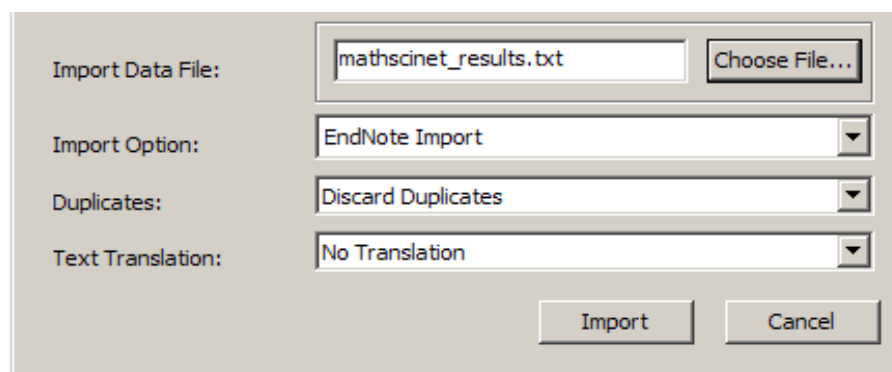 Import Data File:
mathscinet_results.txt
Choose File...
Import Option:
EndNote Import
Duplicates:
Discard Duplicates
Text Translation:
No Translation
Import
Cancel